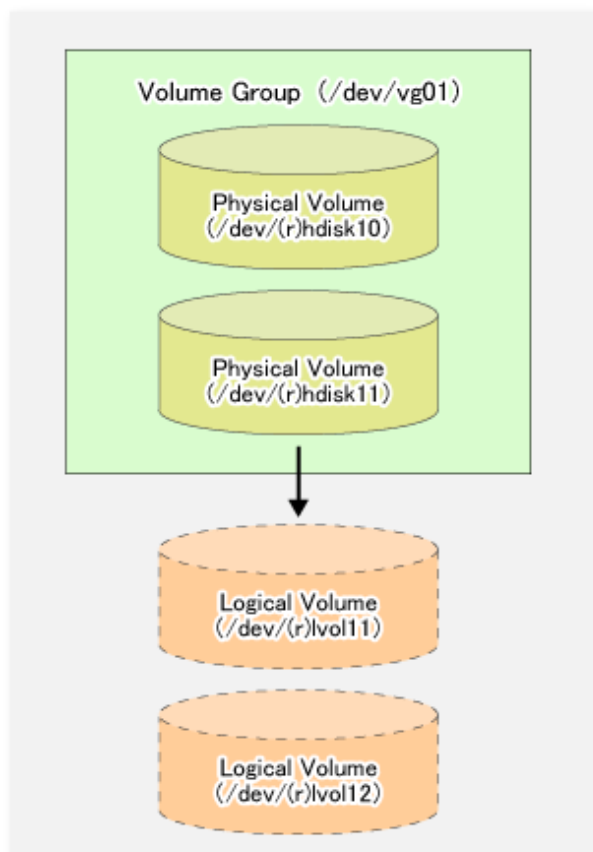 Volume Group (/dev/vg01)
Physical Volume
(/dev/(r)hdisk10)
Physical Volume
(/dev/(r)hdisk11)
Logical Volume
(/dev/(r)lvol11)
Logical Volume
(/dev/(r)lvol12)